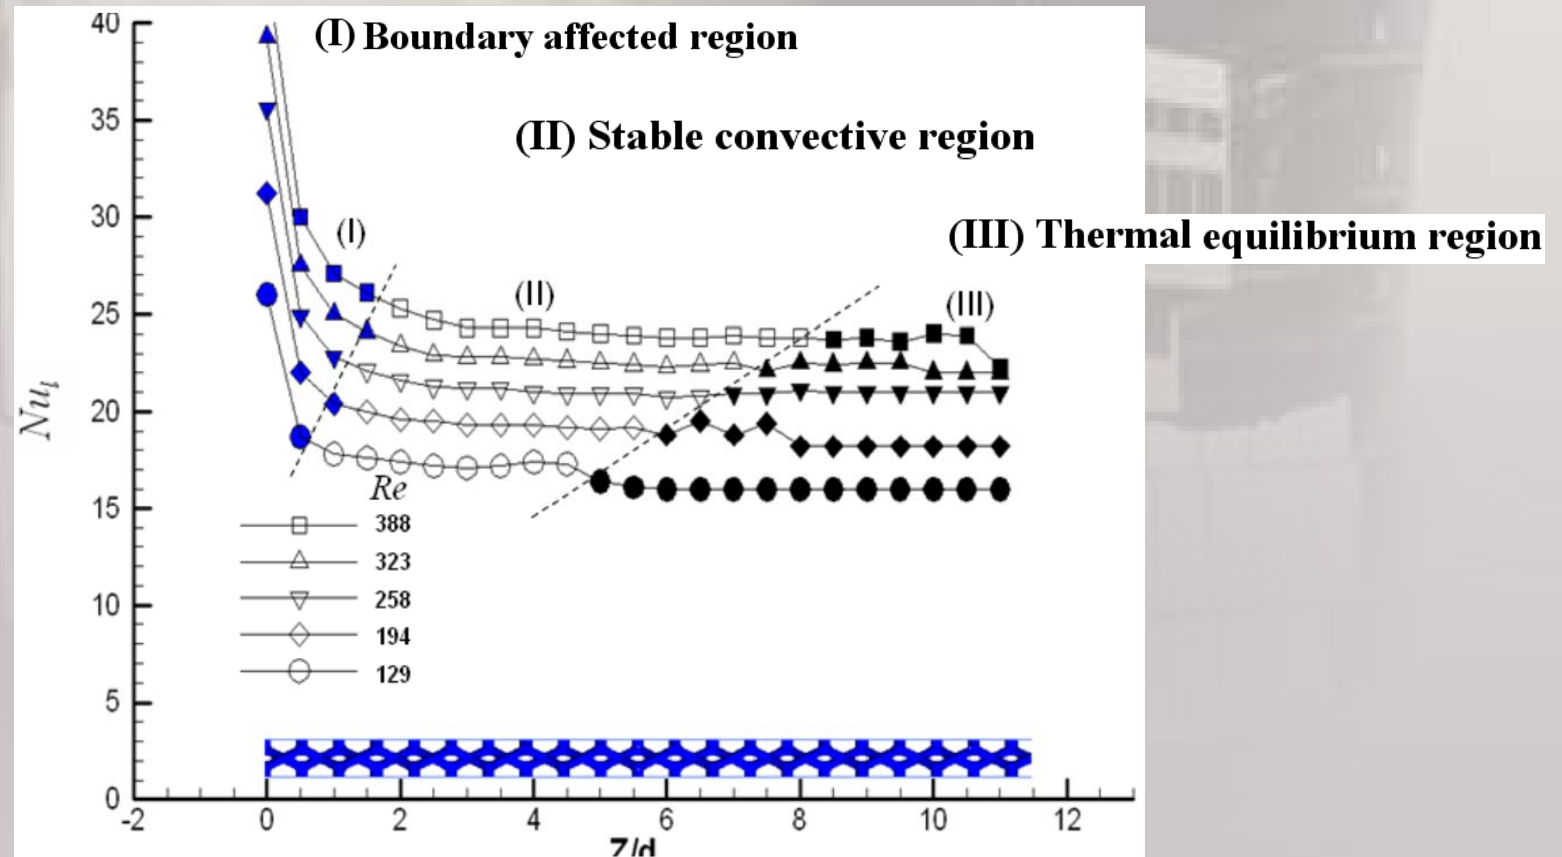 (I) Boundary affected region
(II) Stable convective region
(III) Thermal equilibrium region
(I)
(II)
(III)
Nu_l
40
35
30
25
20
15
10
5
0
Re
388
323
258
194
129
-2 0 2 4 6 8 10 12
Z/d